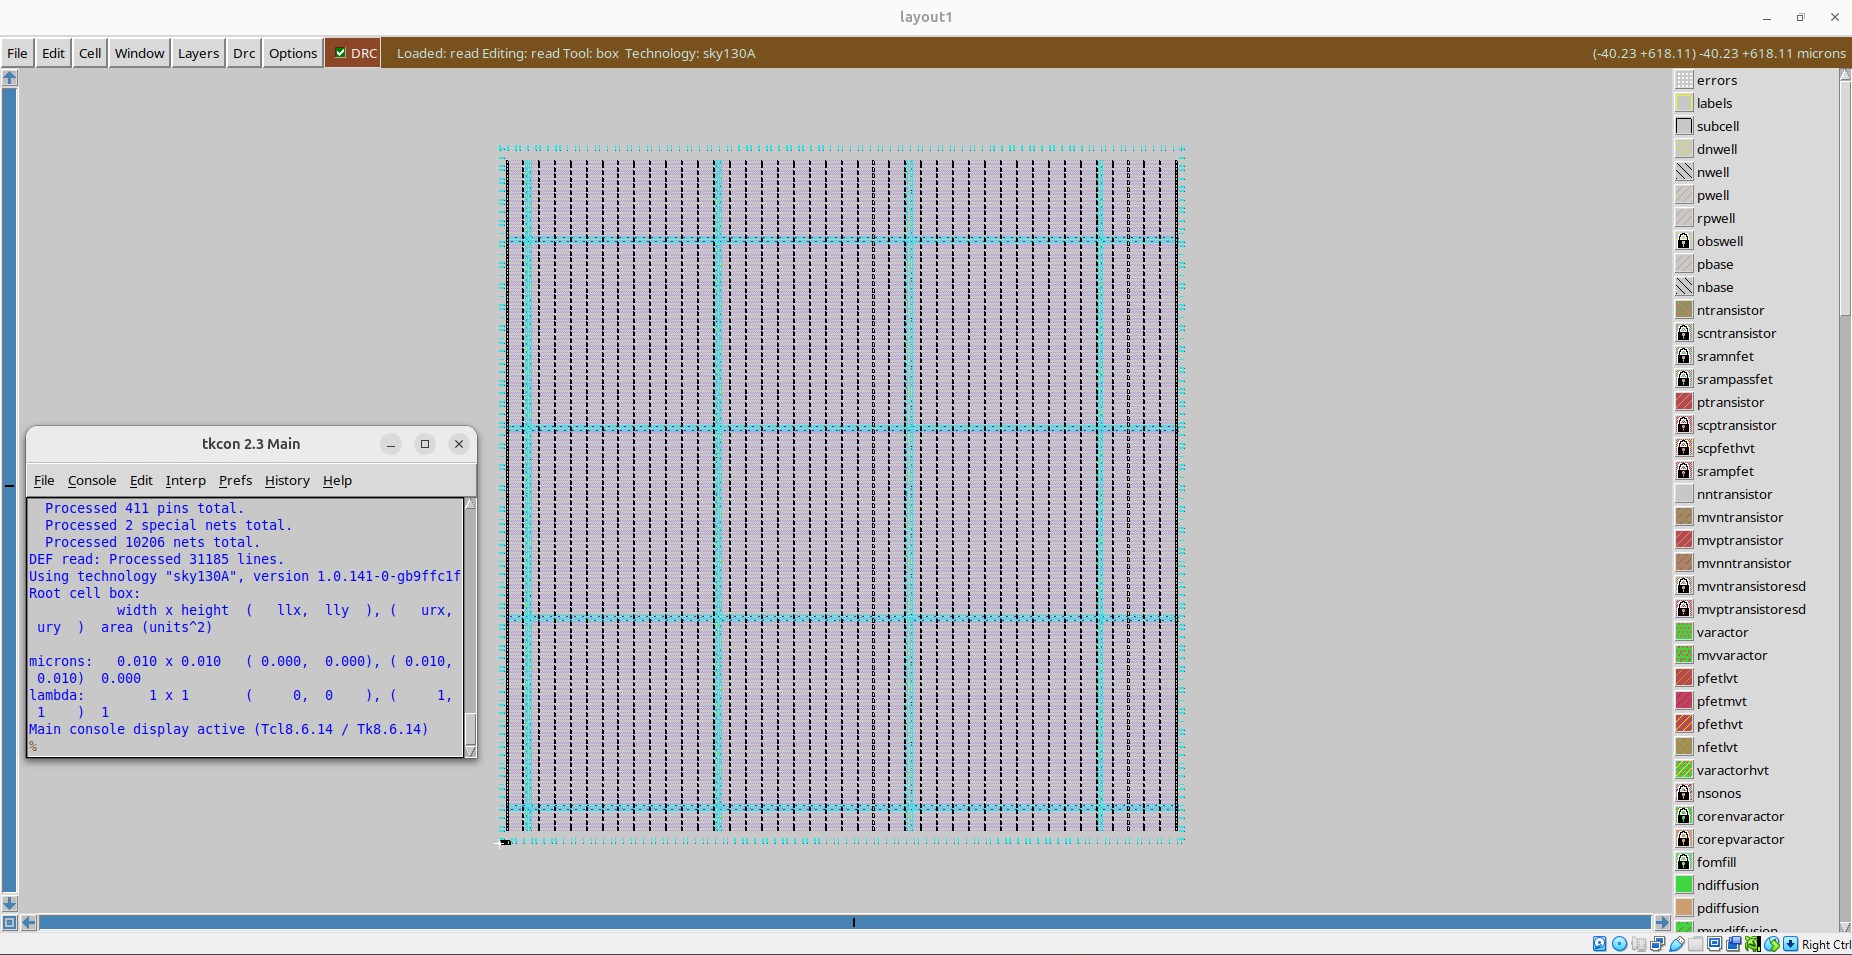 layout1
File Edit Cell Window Layers Drc Options DRC Loaded: read Editing: read Tool: box Technology: sky130A (-40.23 +618.11) -40.23 +618.11 microns
errors
labels
subcell
dnwell
nwell
pwell
rpwell
obswell
pbase
nbase
ntransistor
scntransistor
sramnfet
srampassfet
ptransistor
scptransistor
scpfethvt
srampfet
nntransistor
mvntransistor
mvptransistor
mvnntransistor
mvntransistoresd
mvptransistoresd
varactor
mvvaractor
pfetlvt
pfetmvt
pfethvt
nfetlvt
varactorhvt
nsonos
corenvaractor
corepvaractor
fomfill
ndiffusion
pdiffusion
mvndiffusion
tkcon 2.3 Main
File Console Edit Interp Prefs History Help
Processed 411 pins total.
Processed 2 special nets total.
Processed 10206 nets total.
DEF read: Processed 31185 lines.
Using technology "sky130A", version 1.0.141-0-gb9ffc1f
Root cell box:
width x height ( llx, lly ), ( urx,
ury ) area (units^2)
microns: 0.010 x 0.010 ( 0.000, 0.000), ( 0.010,
0.010) 0.000
lambda: 1 x 1 ( 0, 0 ), ( 1,
1 ) 1
Main console display active (Tcl8.6.14 / Tk8.6.14)
%
Right Ctrl